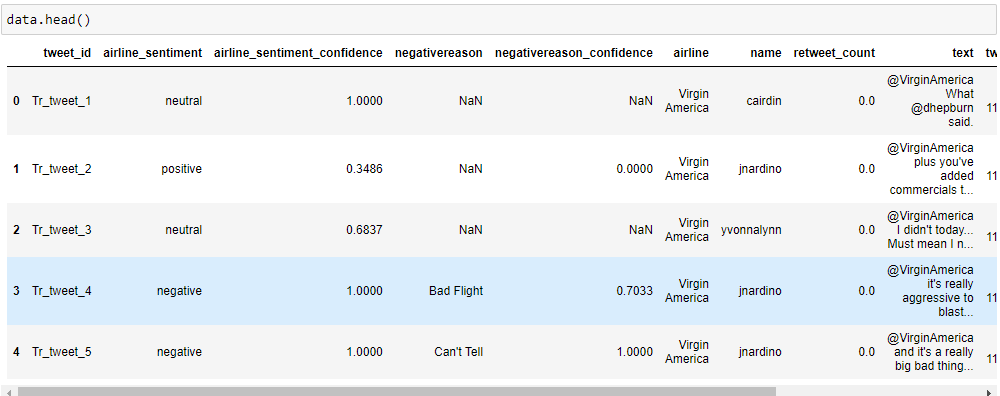 data.head()
tweet_id airline_sentiment airline_sentiment_confidence negativereason negativereason_confidence airline name retweet_count text tw
0 Tr_tweet_1 neutral 1.0000 NaN NaN Virgin America cairdin 0.0 @VirginAmerica What @dhepburn said. 11
1 Tr_tweet_2 positive 0.3486 NaN 0.0000 Virgin America jnardino 0.0 @VirginAmerica plus you've added commercials t... 11
2 Tr_tweet_3 neutral 0.6837 NaN NaN Virgin America yvonnalynn 0.0 @VirginAmerica I didn't today... Must mean I n... 11
3 Tr_tweet_4 negative 1.0000 Bad Flight 0.7033 Virgin America jnardino 0.0 @VirginAmerica it's really aggressive to blast... 11
4 Tr_tweet_5 negative 1.0000 Can't Tell 1.0000 Virgin America jnardino 0.0 @VirginAmerica and it's a really big bad thing... 11